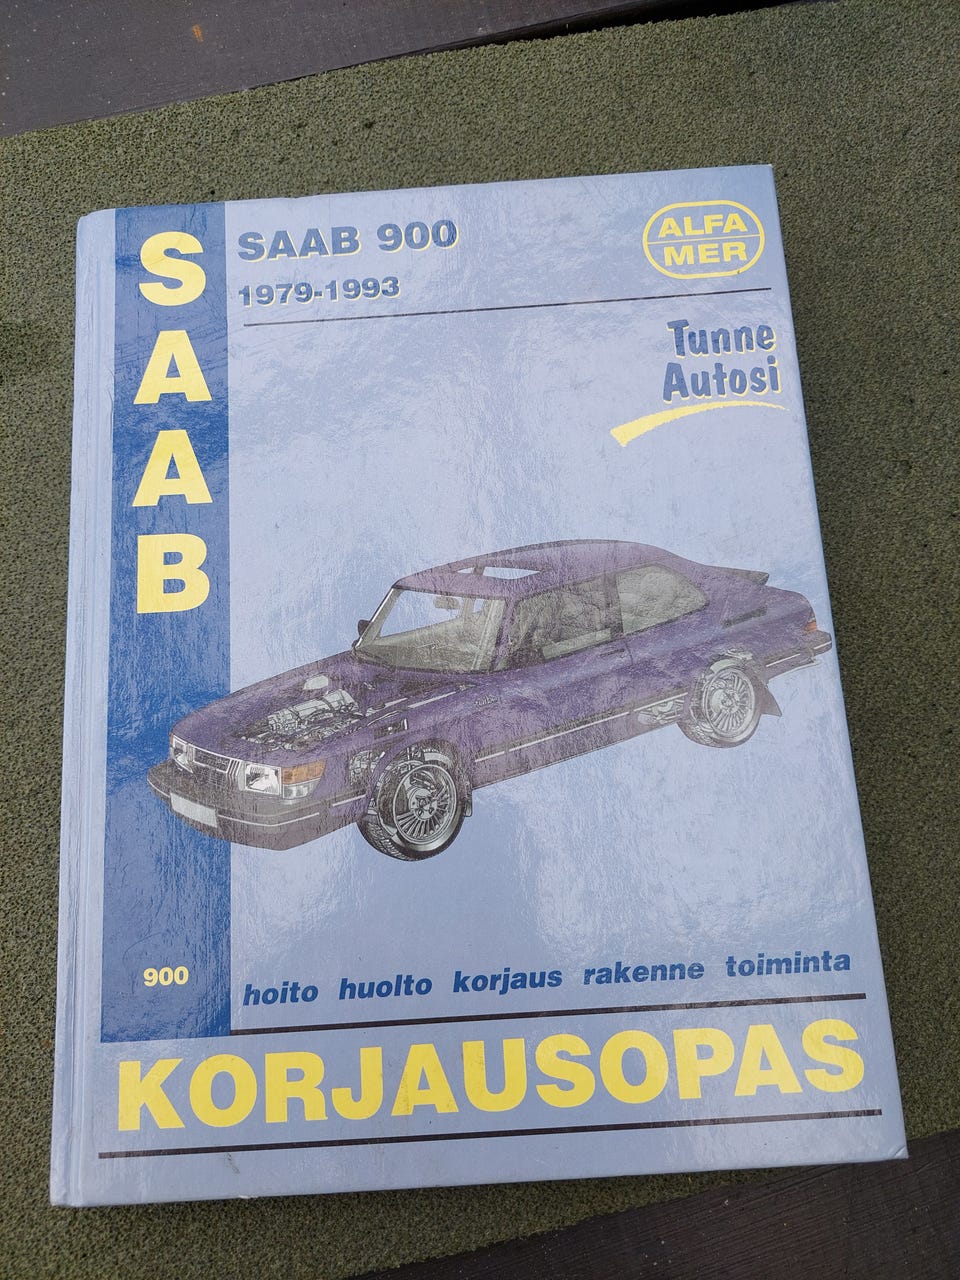 SAAB
SAAB 900
1979-1993
ALFA
MER
Tunne
Autosi
900
hoito huolto korjaus rakenne toiminta
KORJAUSOPAS